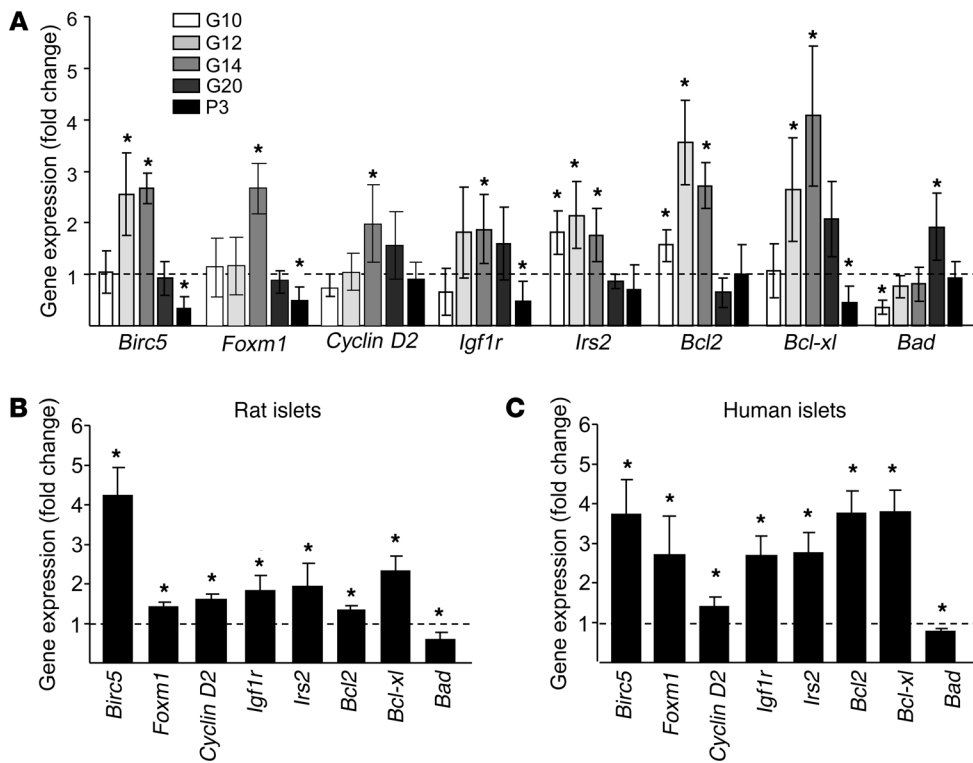 A
Gene expression (fold change)
6
5
4
3
2
1
G10
G12
G14
G20
P3
* * *
*
*
*
*
*
* * *
* * *
* * *
* *
Birc5 Foxm1 Cyclin D2 Igf1r Irs2 Bcl2 Bcl-xl Bad
B
Rat islets
Gene expression (fold change)
6
5
4
3
2
1
* * * * * * * *
Birc5 Foxm1 Cyclin D2 Igf1r Irs2 Bcl2 Bcl-xl Bad
C
Human islets
Gene expression (fold change)
6
5
4
3
2
1
* * * * * * * *
Birc5 Foxm1 Cyclin D2 Igf1r Irs2 Bcl2 Bcl-xl Bad